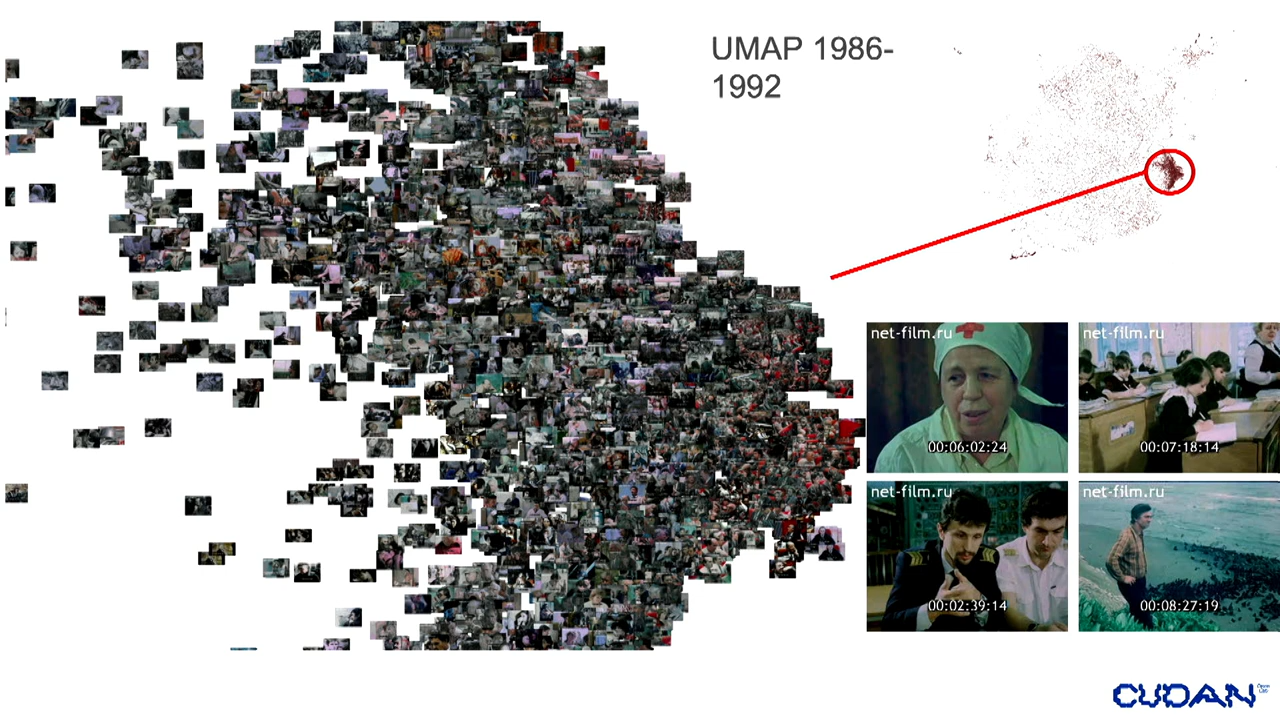 UMAP 1986-
1992
net-film.ru
00:06:02:24
net-film.ru
00:07:18:14
net-film.ru
00:02:39:14
net-film.ru
00:08:27:19
CUDAN